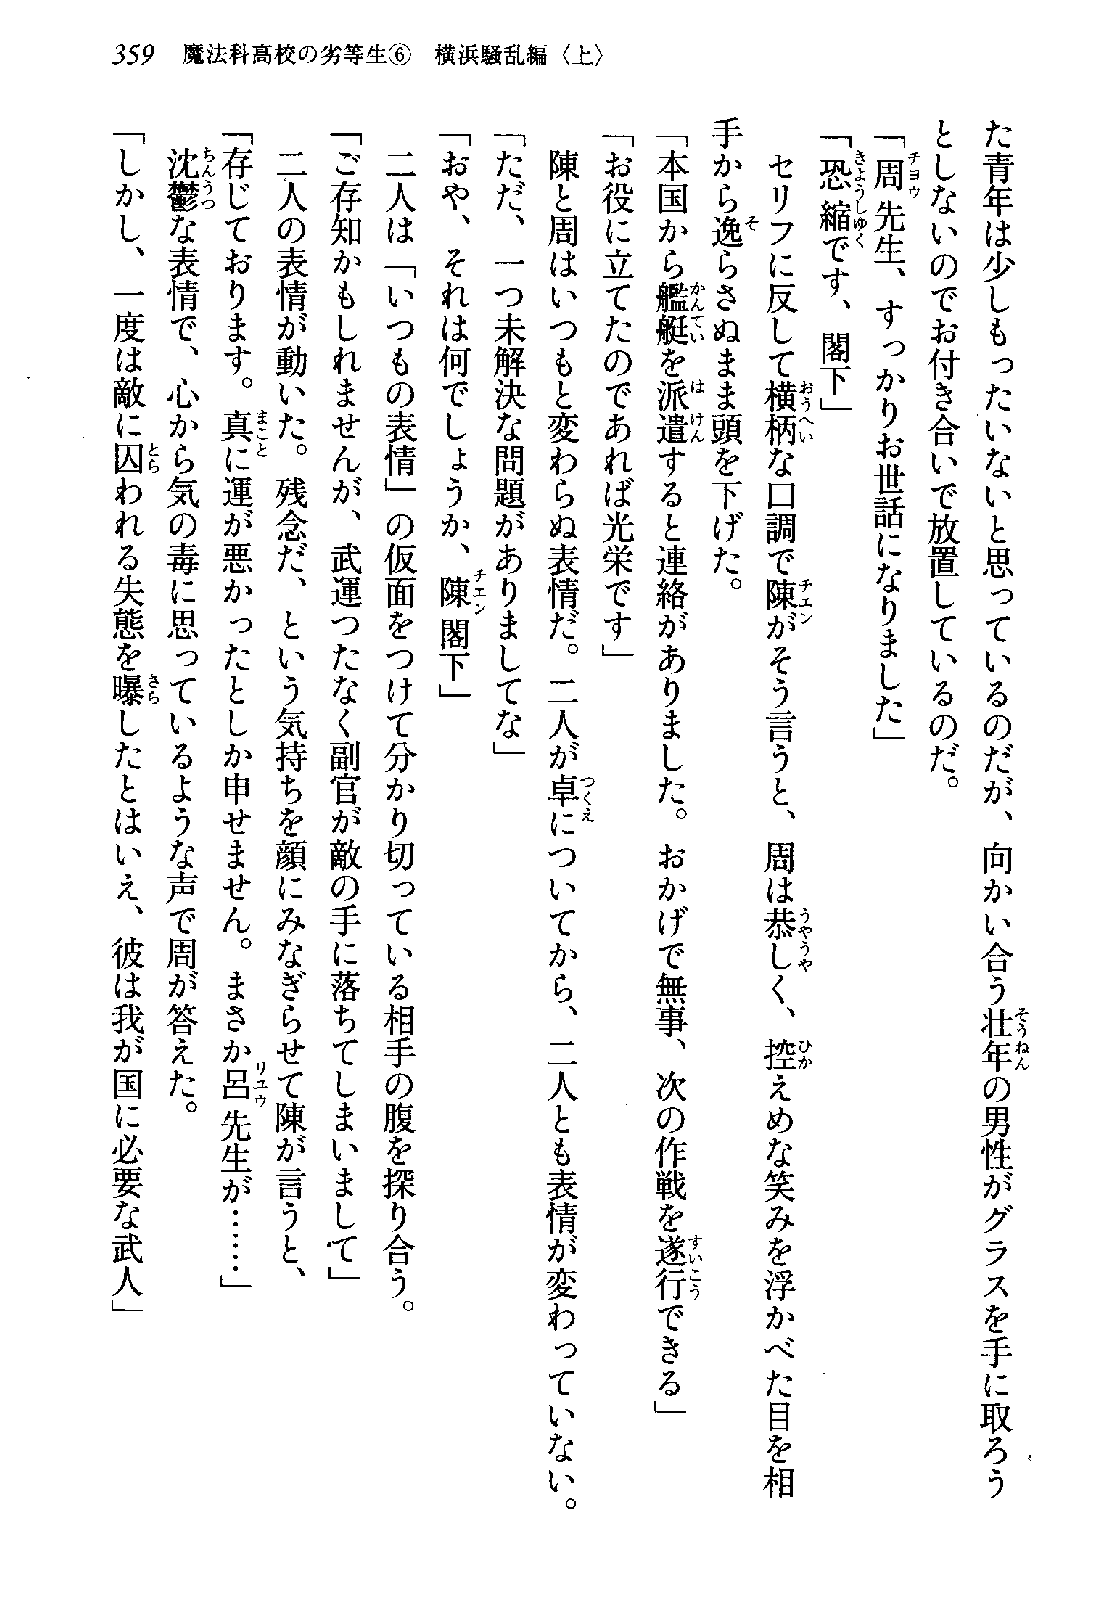 359 魔法科高校の劣等生⑥ 横浜騒乱編〈上〉
た青年は少しもったいないと思っているのだが、向かい合う壮年の男性がグラスを手に取ろう
としないのでお付き合いで放置しているのだ。
「周先生、すっかりお世話になりました」
「恐縮です、閣下」
セリフに反して横柄な口調で陳がそう言うと、周は恭しく、控えめな笑みを浮かべた目を相
手から逸らさぬまま頭を下げた。
「本国から艦艇を派遣すると連絡がありました。おかげで無事、次の作戦を遂行できる」
「お役に立てたのであれば光栄です」
陳と周はいつもと変わらぬ表情だ。二人が卓についてから、二人とも表情が変わっていない。
「ただ、一つ未解決な問題がありましてな」
「おや、それは何でしょうか、陳閣下」
二人は「いつもの表情」の仮面をつけて分かり切っている相手の腹を探り合う。
「ご存知かもしれませんが、武運つたなく副官が敵の手に落ちてしまいまして」
二人の表情が動いた。残念だ、という気持ちを顔にみなぎらせて陳が言うと、
「存じております。真に運が悪かったとしか申せません。まさか呂先生が……」
沈鬱な表情で、心から気の毒に思っているような声で周が答えた。
「しかし、一度は敵に囚われる失態を曝したとはいえ、彼は我が国に必要な武人」